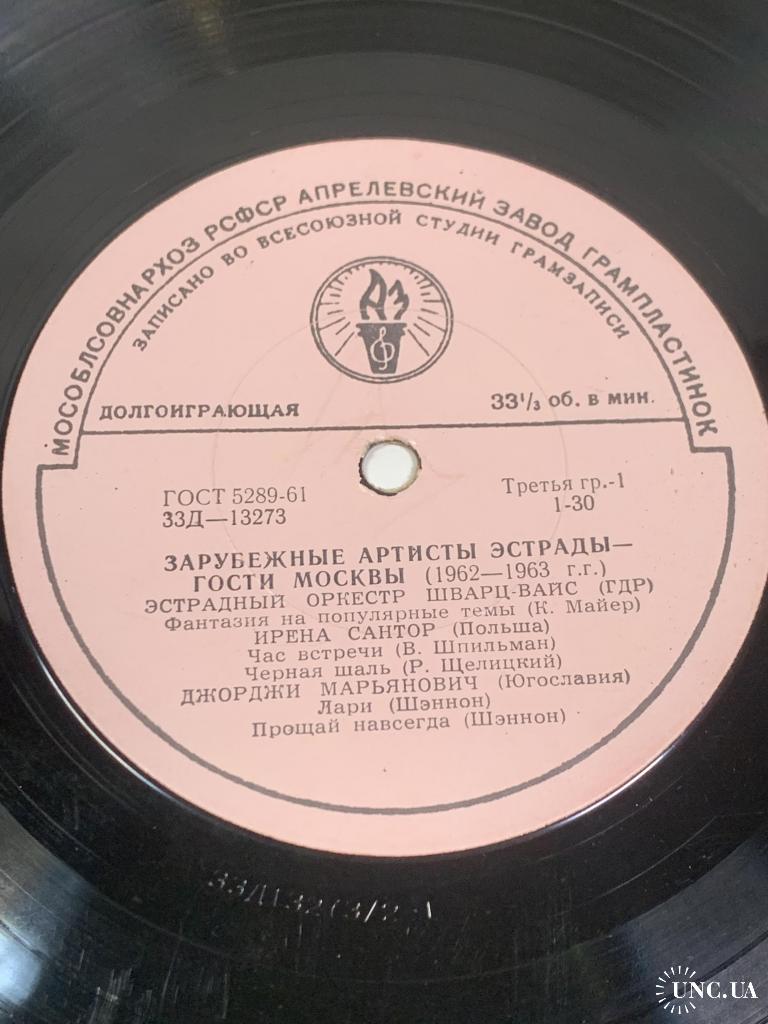 МОСОБЛСОВНАРХОЗ РСФСР АПРЕЛЕВСКИЙ ЗАВОД ГРАМПЛАСТИНОК
ЗАПИСАНО ВО ВСЕСОЮЗНОЙ СТУДИИ ГРАМЗАПИСИ
АЗ
ДОЛГОИГРАЮЩАЯ
33⅓ об. в мин.
ГОСТ 5289-61
Третья гр.-1
33Д—13273
1-30
ЗАРУБЕЖНЫЕ АРТИСТЫ ЭСТРАДЫ—
ГОСТИ МОСКВЫ (1962—1963 г.г.)
ЭСТРАДНЫЙ ОРКЕСТР ШВАРЦ-ВАЙС (ГДР)
Фантазия на популярные темы (К. Майер)
ИРЕНА САНТОР (Польша)
Час встречи (В. Шпильман)
Черная шаль (Р. Щелицкий)
ДЖОРДЖИ МАРЬЯНОВИЧ (Югославия)
Лари (Шэннон)
Прощай навсегда (Шэннон)
UNC.UA